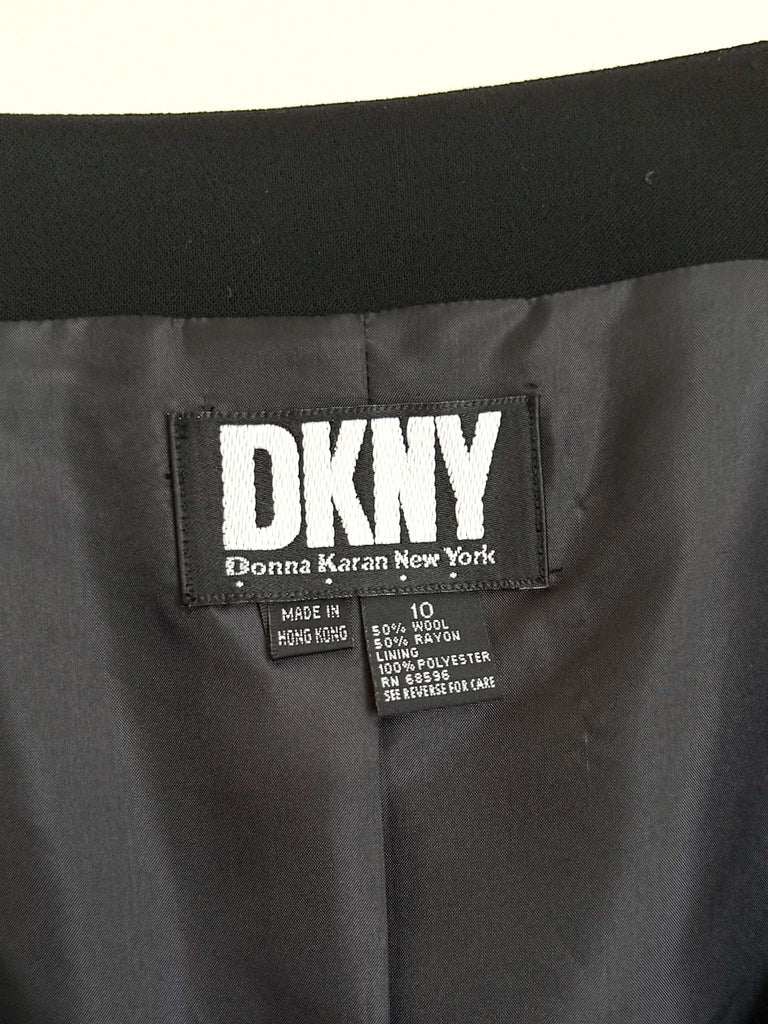 DKNY
Donna Karan New York
MADE IN
HONG KONG
10
50% WOOL
50% RAYON
LINING
100% POLYESTER
RN 68596
SEE REVERSE FOR CARE